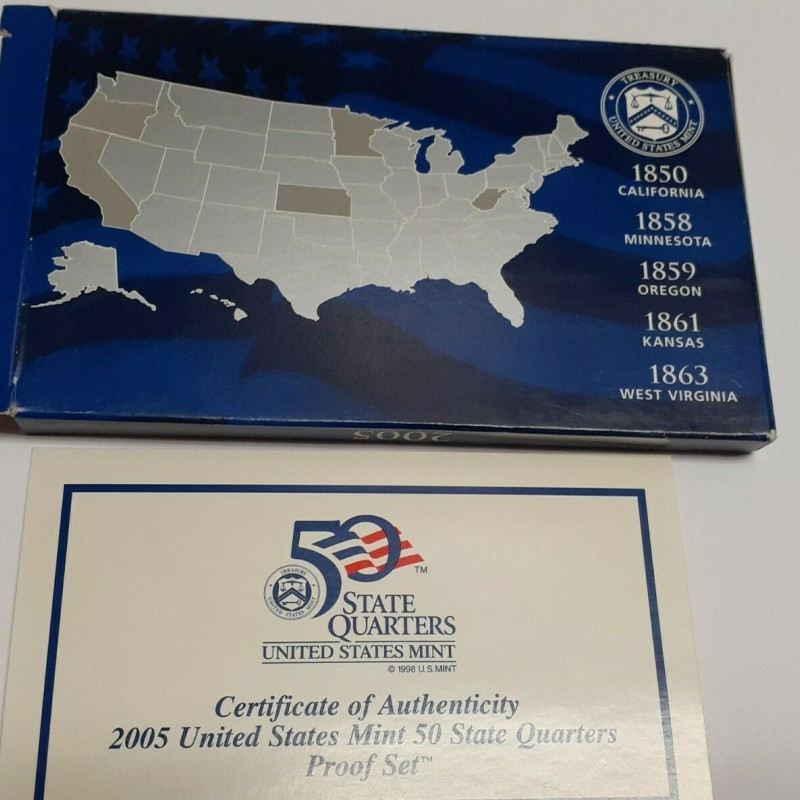 TREASURY
UNITED STATES MINT
1850
CALIFORNIA
1858
MINNESOTA
1859
OREGON
1861
KANSAS
1863
WEST VIRGINIA
2005
50 TM
TREASURY
UNITED STATES MINT
STATE
QUARTERS
UNITED STATES MINT
© 1998 U.S. MINT
Certificate of Authenticity
2005 United States Mint 50 State Quarters
Proof Set™